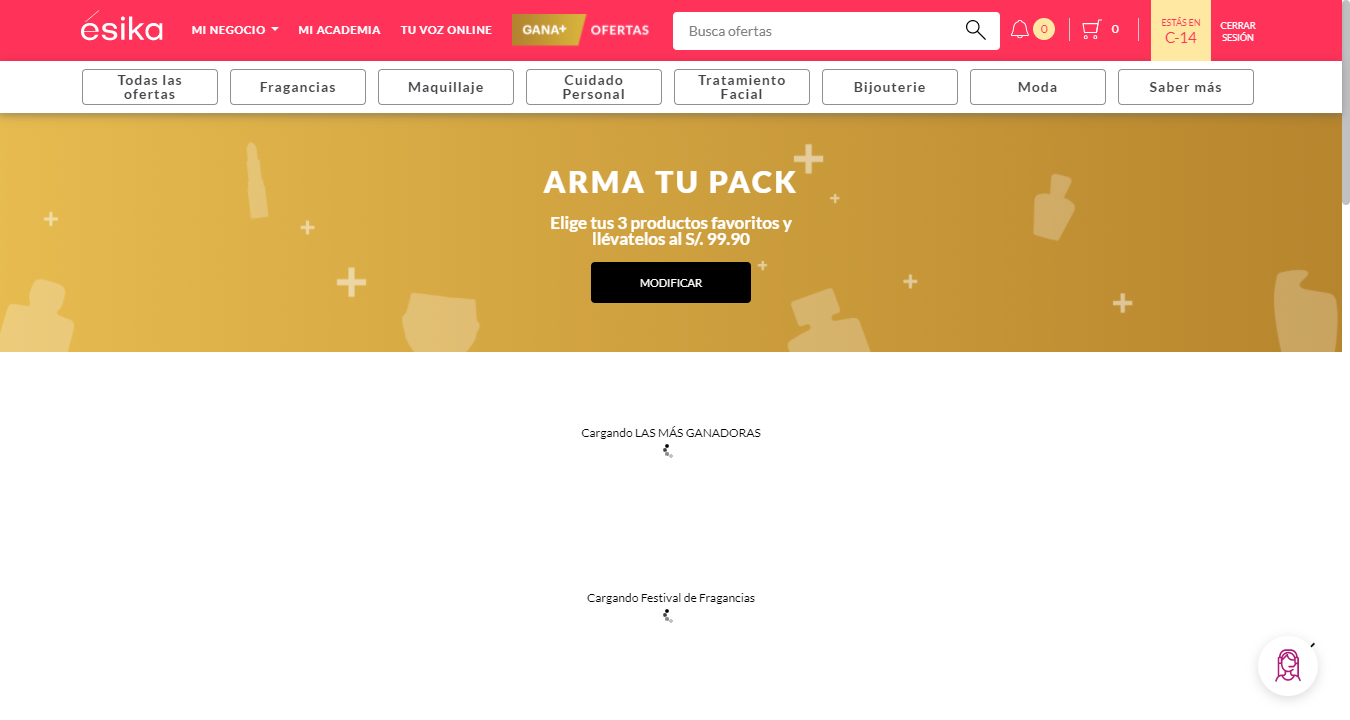 ésika
MI NEGOCIO
MI ACADEMIA
TU VOZ ONLINE
GANA+
OFERTAS
Busca ofertas
0
0
ESTÁS EN
C-14
CERRAR
SESIÓN
Todas las
ofertas
Fragancias
Maquillaje
Cuidado
Personal
Tratamiento
Facial
Bijouterie
Moda
Saber más
ARMA TU PACK
Elige tus 3 productos favoritos y
llévatelos al S/. 99.90
MODIFICAR
Cargando LAS MÁS GANADORAS
Cargando Festival de Fragancias